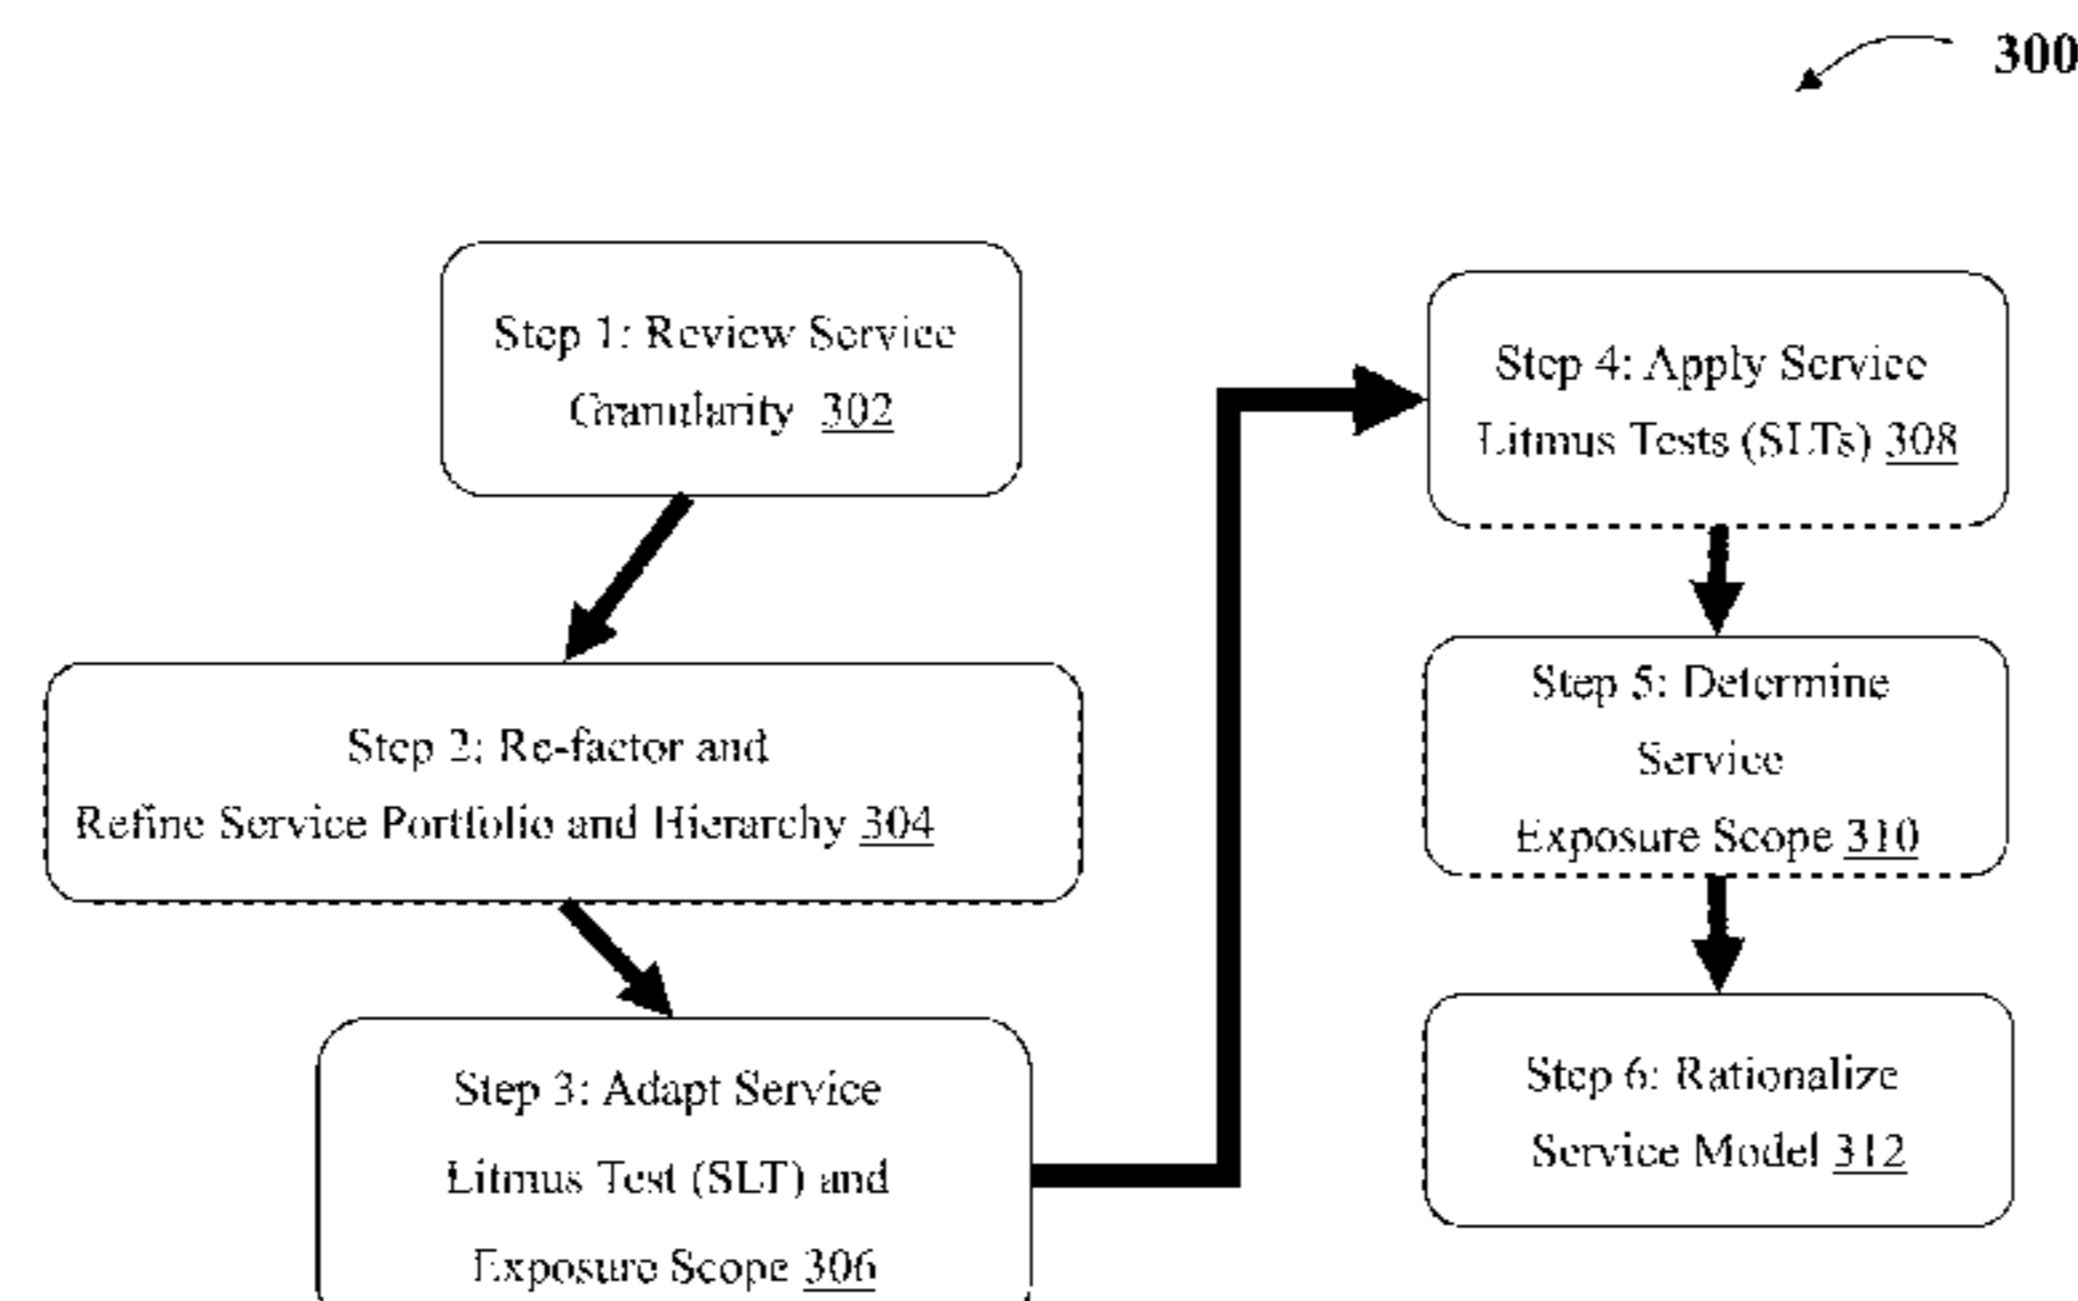 300
Step 1: Review Service
Granularity 302
Step 2: Re-factor and
Refine Service Portfolio and Hierarchy 304
Step 3: Adapt Service
Litmus Test (SLT) and
Exposure Scope 306
Step 4: Apply Service
Litmus Tests (SLTs) 308
Step 5: Determine
Service
Exposure Scope 310
Step 6: Rationalize
Service Model 312